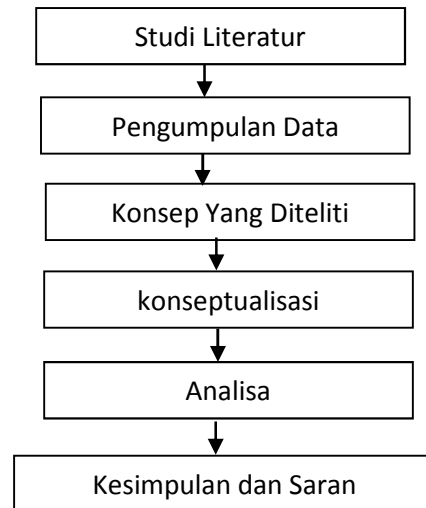 Studi Literatur
Pengumpulan Data
Konsep Yang Diteliti
konseptualisasi
Analisa
Kesimpulan dan Saran